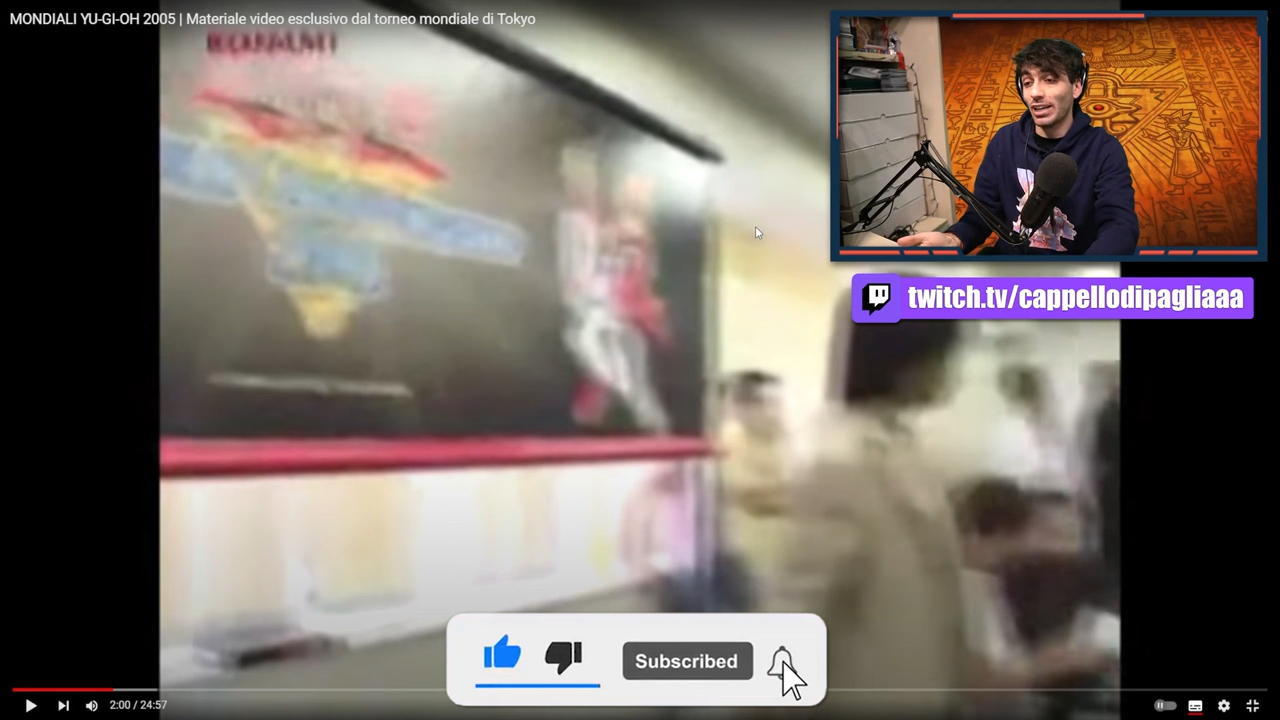 MONDIALI YU-GI-OH 2005 | Materiale video esclusivo dal torneo mondiale di Tokyo
twitch.tv/cappellodipagliaaa
Subscribed
2:00 / 24:57